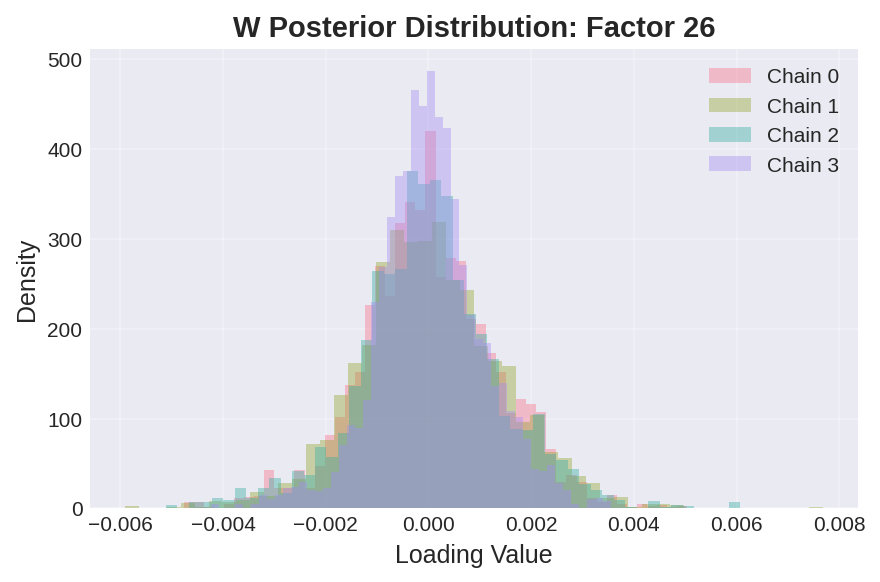 W Posterior Distribution: Factor 26
500
400
300
200
100
0
Density
Chain 0
Chain 1
Chain 2
Chain 3
−0.006 −0.004 −0.002 0.000 0.002 0.004 0.006 0.008
Loading Value